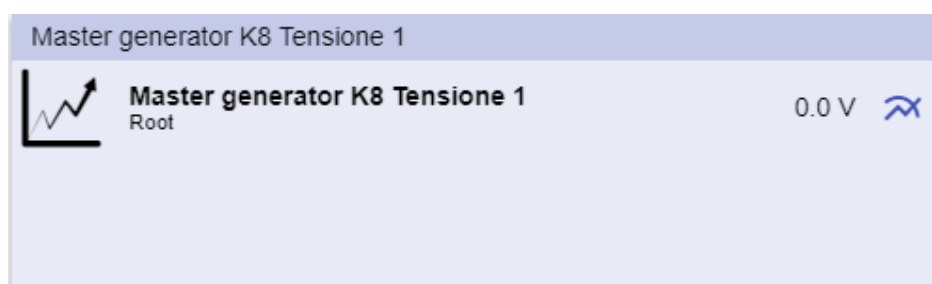 Master generator K8 Tensione 1
Master generator K8 Tensione 1
Root
0.0 V